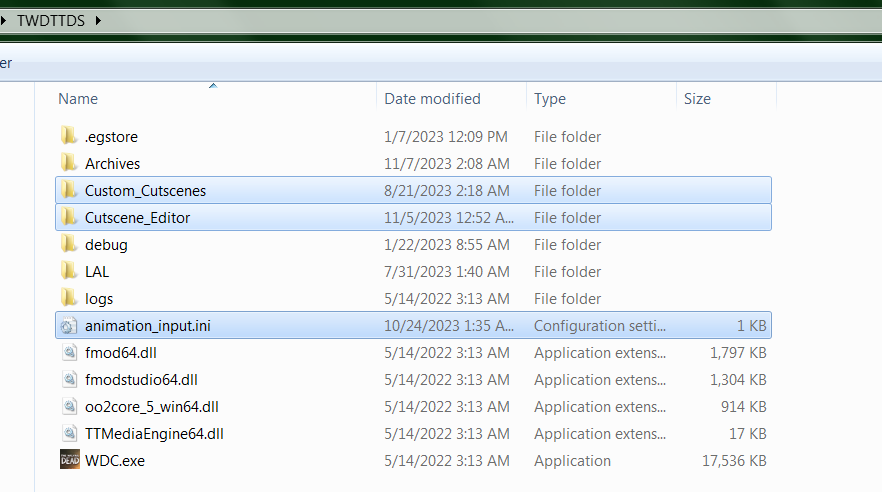 TWDTTDS
er
Name Date modified Type Size
.egstore 1/7/2023 12:09 PM File folder
Archives 11/7/2023 2:08 AM File folder
Custom_Cutscenes 8/21/2023 2:18 AM File folder
Cutscene_Editor 11/5/2023 12:52 A... File folder
debug 1/22/2023 8:55 AM File folder
LAL 7/31/2023 1:40 AM File folder
logs 5/14/2022 3:13 AM File folder
animation_input.ini 10/24/2023 1:35 A... Configuration setti... 1 KB
fmod64.dll 5/14/2022 3:13 AM Application extens... 1,797 KB
fmodstudio64.dll 5/14/2022 3:13 AM Application extens... 1,304 KB
oo2core_5_win64.dll 5/14/2022 3:13 AM Application extens... 914 KB
TTMediaEngine64.dll 5/14/2022 3:13 AM Application extens... 17 KB
DEAD WDC.exe 5/14/2022 3:13 AM Application 17,536 KB